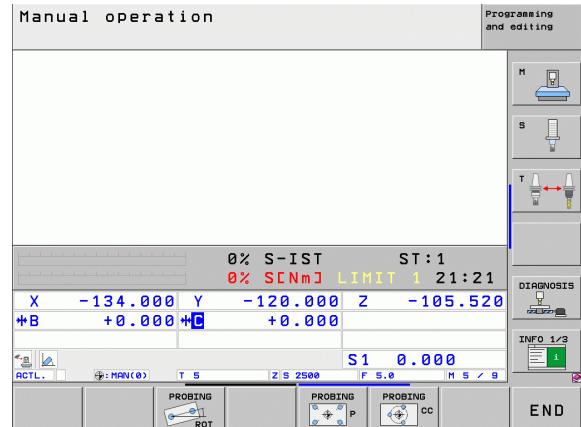 Manual operation
Programming
and editing
M
S
T
0% S-IST ST:1
0% S[Nm] LIMIT 1 21:21
DIAGNOSIS
X -134.000 Y -120.000 Z -105.520
B +0.000 C +0.000
INFO 1/3
S1 0.000
ACTL. :MAN(0) T 5 Z S 2500 F 5.0 M 5 / 9
PROBING
ROT
PROBING
P
PROBING
CC
END